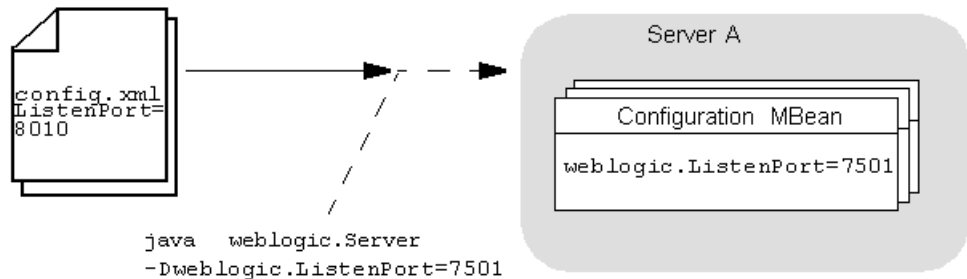 config.xml
ListenPort=
8010
Server A
Configuration MBean
weblogic.ListenPort=7501
java weblogic.Server
-Dweblogic.ListenPort=7501